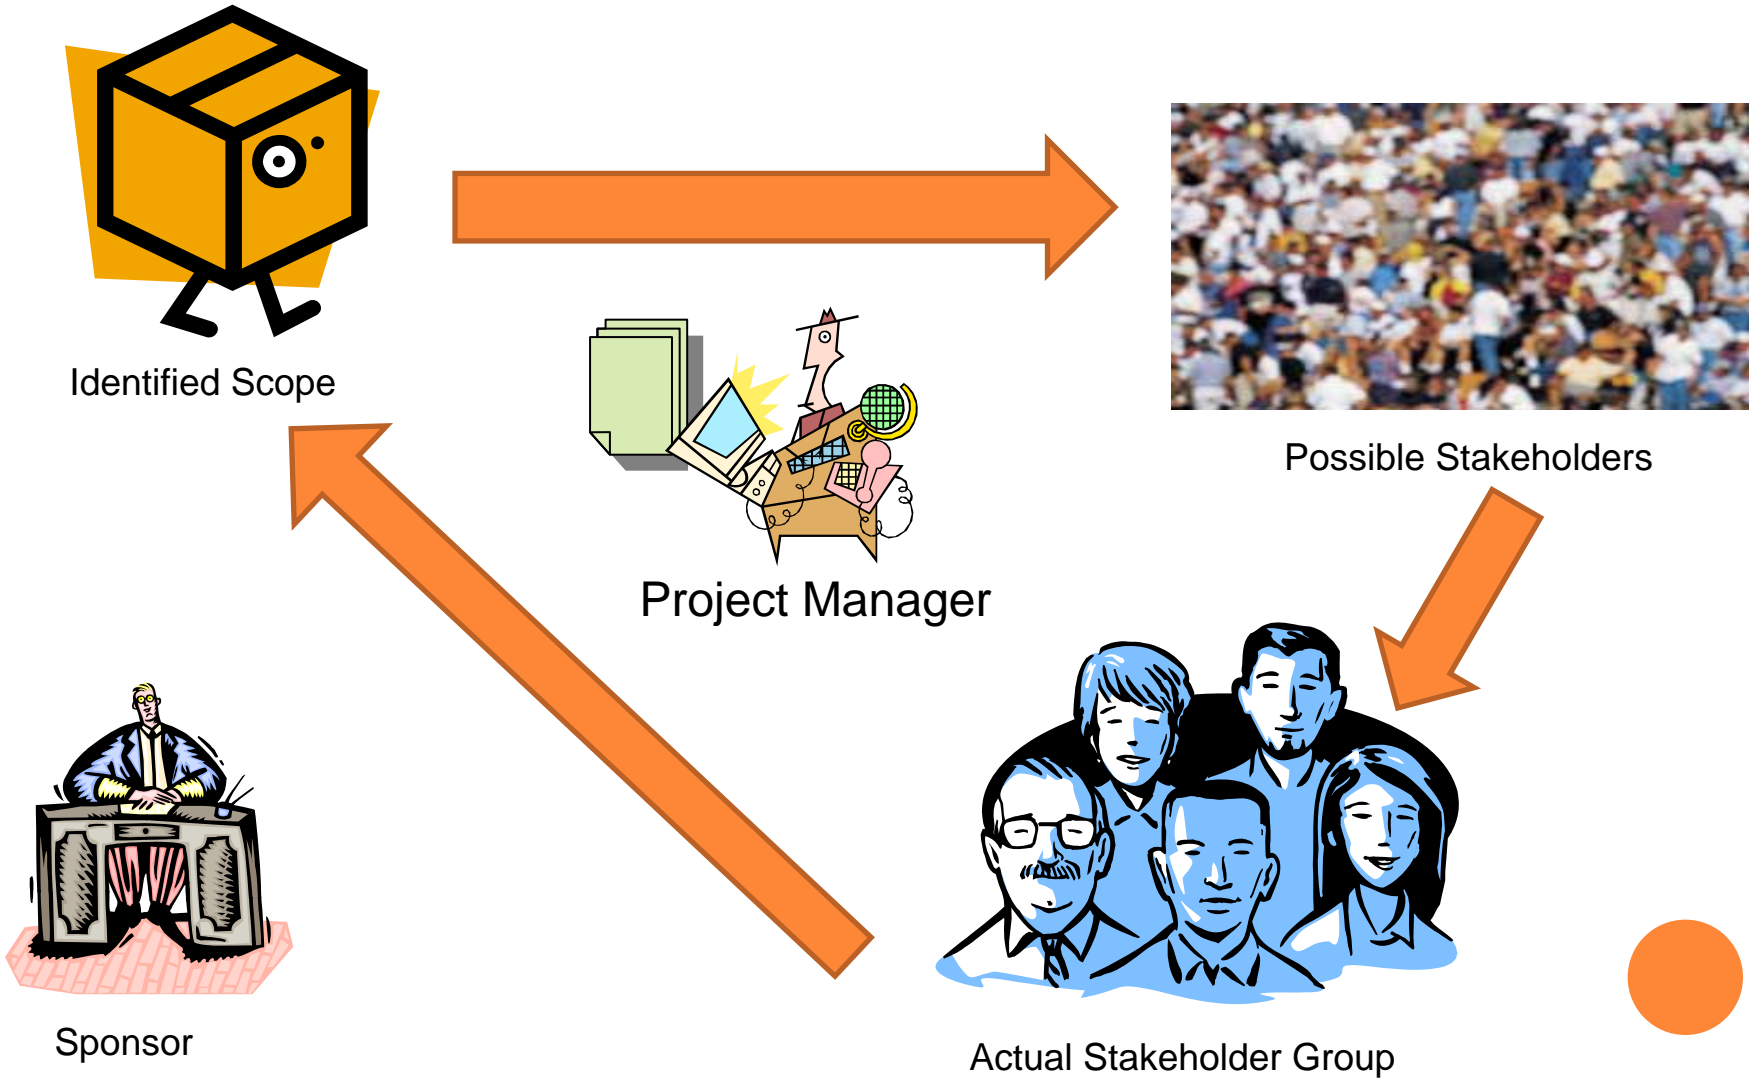 Identified Scope
Possible Stakeholders
Project Manager
Sponsor
Actual Stakeholder Group